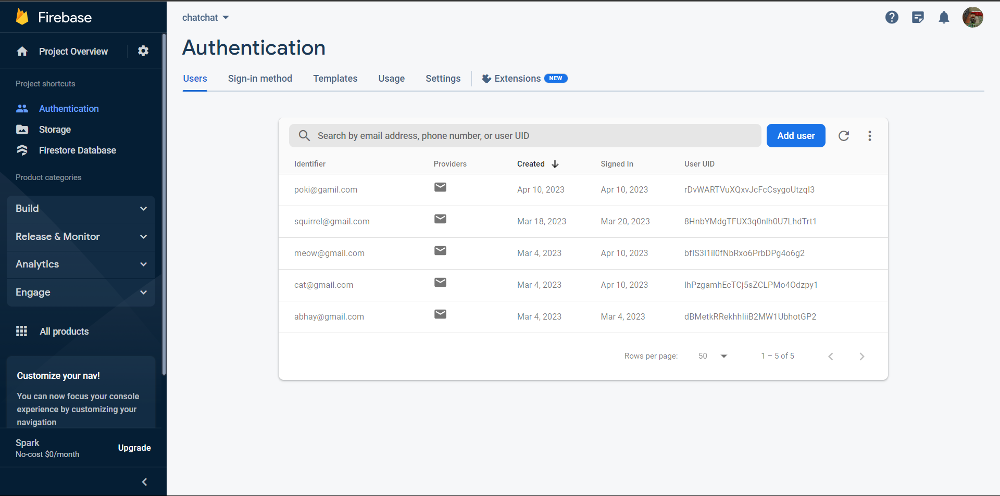 Firebase
Project Overview
Project shortcuts
Authentication
Storage
Firestore Database
Product categories
Build
Release & Monitor
Analytics
Engage
All products
Customize your nav!
You can now focus your console
experience by customizing your
navigation
Spark
No-cost $0/month
Upgrade
chatchat
Authentication
Users Sign-in method Templates Usage Settings Extensions NEW
Search by email address, phone number, or user UID Add user
Identifier Providers Created Signed In User UID
poki@gamil.com Apr 10, 2023 Apr 10, 2023 rDvWARTVuXQxvJcFcCsygoUtzqI3
squirrel@gmail.com Mar 18, 2023 Mar 20, 2023 8HnbYMdgTFUX3q0nlh0U7LhdTrt1
meow@gmail.com Mar 4, 2023 Apr 10, 2023 bfIS3I1iI0fNbRxo6PrbDPg4o6g2
cat@gmail.com Mar 4, 2023 Apr 10, 2023 lhPzgamhEcTCj5sZCLPMo4Odzpy1
abhay@gmail.com Mar 4, 2023 Mar 4, 2023 dBMetkRRekhhIiiB2MW1UbhotGP2
Rows per page: 50 1 – 5 of 5